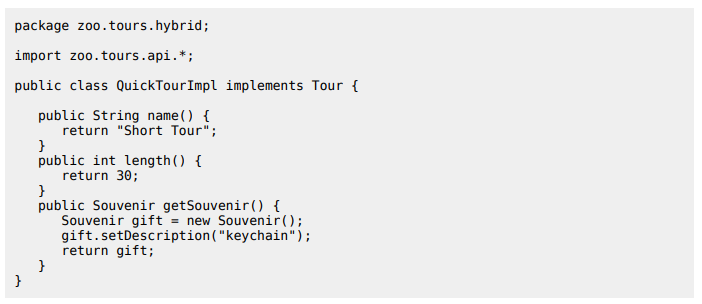 package zoo.tours.hybrid;
import zoo.tours.api.*;
public class QuickTourImpl implements Tour {
public String name() {
return "Short Tour";
}
public int length() {
return 30;
}
public Souvenir getSouvenir() {
Souvenir gift = new Souvenir();
gift.setDescription("keychain");
return gift;
}
}